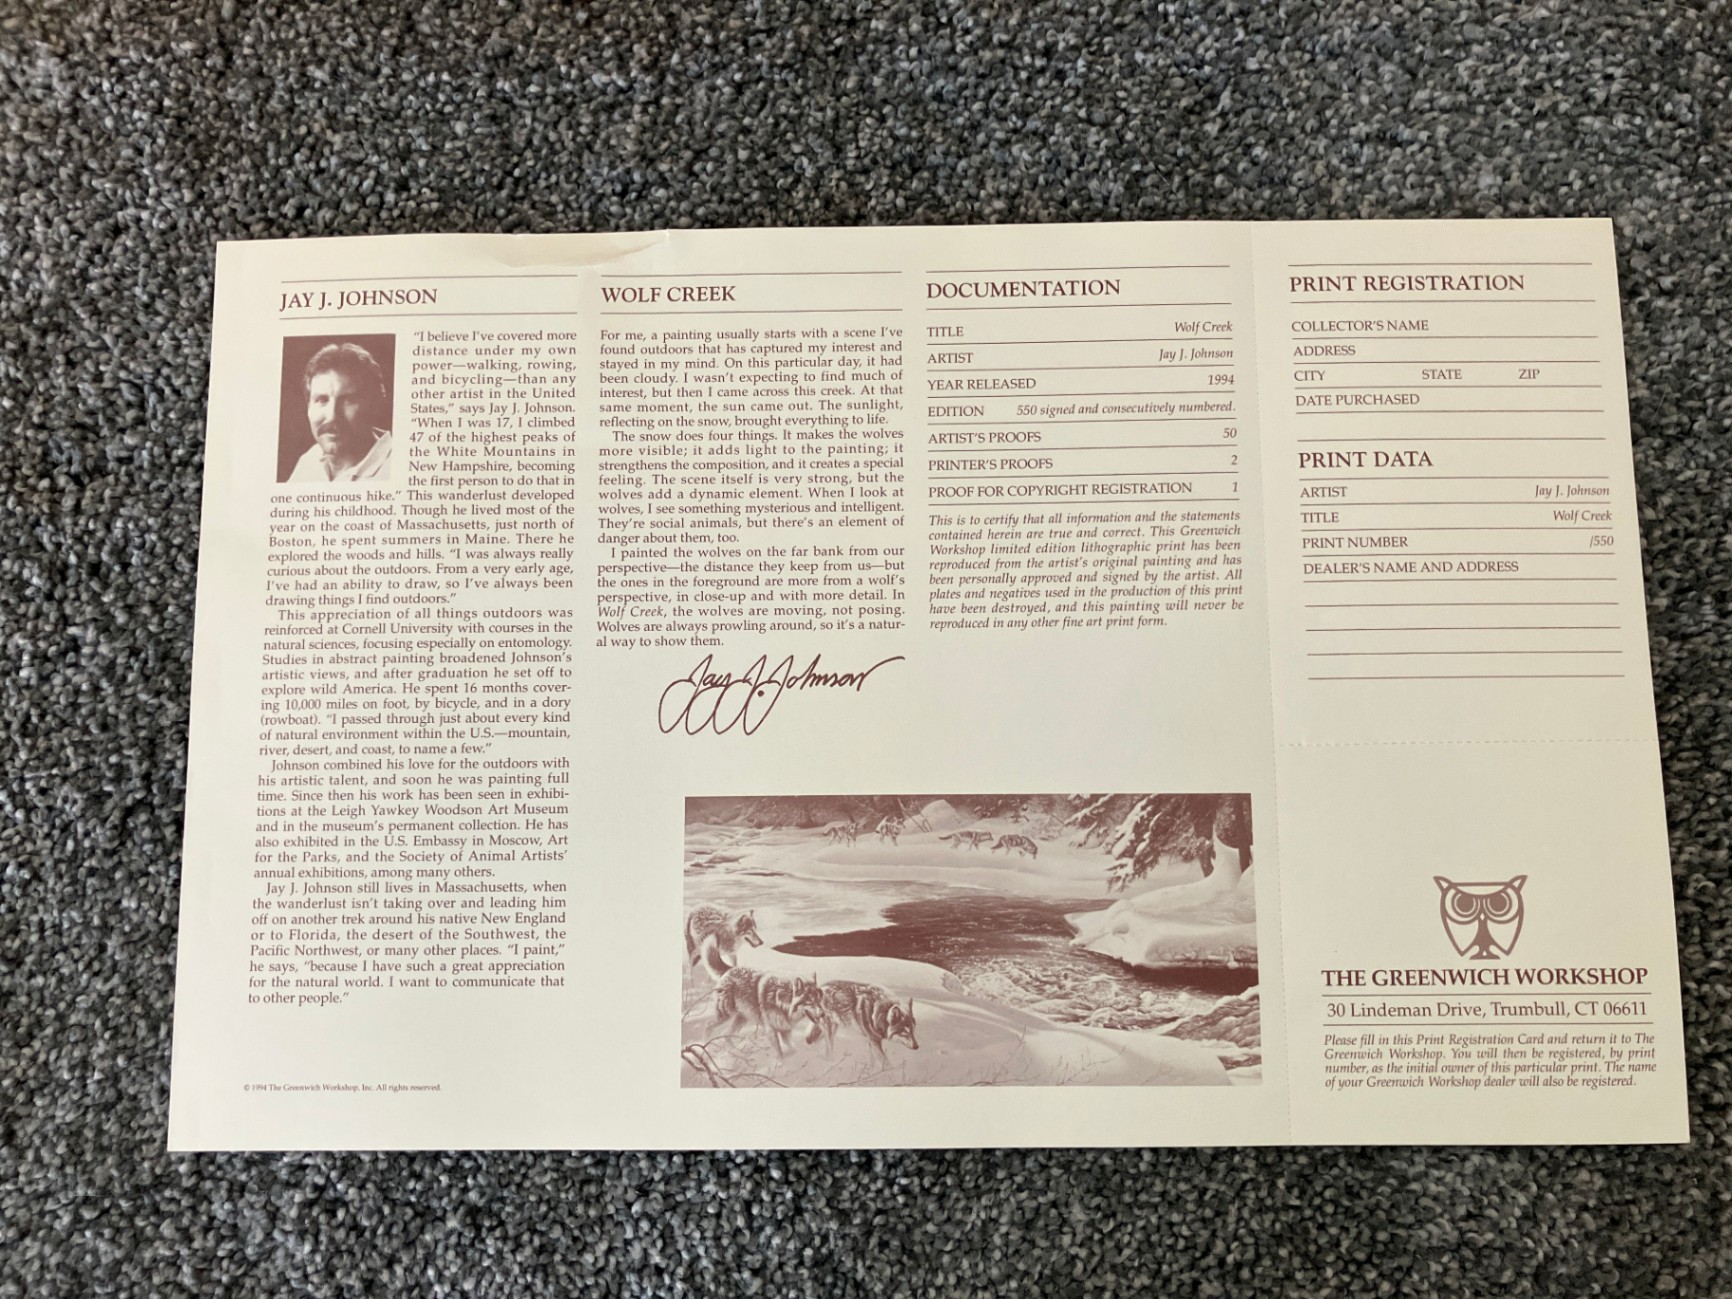 JAY J. JOHNSON
"I believe I've covered more
distance under my own
power—walking, rowing,
and bicycling—than any
other artist in the United
States," says Jay J. Johnson.
"When I was 17, I climbed
47 of the highest peaks of
the White Mountains in
New Hampshire, becoming
the first person to do that in
one continuous hike." This wanderlust developed
during his childhood. Though he lived most of the
year on the coast of Massachusetts, just north of
Boston, he spent summers in Maine. There he
explored the woods and hills. "I was always really
curious about the outdoors. From a very early age,
I've had an ability to draw, so I've always been
drawing things I find outdoors."
This appreciation of all things outdoors was
reinforced at Cornell University with courses in the
natural sciences, focusing especially on entomology.
Studies in abstract painting broadened Johnson's
artistic views, and after graduation he set off to
explore wild America. He spent 16 months cover-
ing 10,000 miles on foot, by bicycle, and in a dory
(rowboat). "I passed through just about every kind
of natural environment within the U.S.—mountain,
river, desert, and coast, to name a few."
Johnson combined his love for the outdoors with
his artistic talent, and soon he was painting full
time. Since then his work has been seen in exhibi-
tions at the Leigh Yawkey Woodson Art Museum
and in the museum's permanent collection. He has
also exhibited in the U.S. Embassy in Moscow, Art
for the Parks, and the Society of Animal Artists'
annual exhibitions, among many others.
Jay J. Johnson still lives in Massachusetts, when
the wanderlust isn't taking over and leading him
off on another trek around his native New England
or to Florida, the desert of the Southwest, the
Pacific Northwest, or many other places. "I paint,"
he says, "because I have such a great appreciation
for the natural world. I want to communicate that
to other people."
© 1994 The Greenwich Workshop, Inc. All rights reserved.
WOLF CREEK
For me, a painting usually starts with a scene I've
found outdoors that has captured my interest and
stayed in my mind. On this particular day, it had
been cloudy. I wasn't expecting to find much of
interest, but then I came across this creek. At that
same moment, the sun came out. The sunlight,
reflecting on the snow, brought everything to life.
The snow does four things. It makes the wolves
more visible; it adds light to the painting; it
strengthens the composition, and it creates a special
feeling. The scene itself is very strong, but the
wolves add a dynamic element. When I look at
wolves, I see something mysterious and intelligent.
They're social animals, but there's an element of
danger about them, too.
I painted the wolves on the far bank from our
perspective—the distance they keep from us—but
the ones in the foreground are more from a wolf's
perspective, in close-up and with more detail. In
Wolf Creek, the wolves are moving, not posing.
Wolves are always prowling around, so it's a natur-
al way to show them.
Jay J. Johnson
DOCUMENTATION
TITLE Wolf Creek
ARTIST Jay J. Johnson
YEAR RELEASED 1994
EDITION 550 signed and consecutively numbered.
ARTIST'S PROOFS 50
PRINTER'S PROOFS 2
PROOF FOR COPYRIGHT REGISTRATION 1
This is to certify that all information and the statements
contained herein are true and correct. This Greenwich
Workshop limited edition lithographic print has been
reproduced from the artist's original painting and has
been personally approved and signed by the artist. All
plates and negatives used in the production of this print
have been destroyed, and this painting will never be
reproduced in any other fine art print form.
PRINT REGISTRATION
COLLECTOR'S NAME
ADDRESS
CITY STATE ZIP
DATE PURCHASED
PRINT DATA
ARTIST Jay J. Johnson
TITLE Wolf Creek
PRINT NUMBER /550
DEALER'S NAME AND ADDRESS
THE GREENWICH WORKSHOP
30 Lindeman Drive, Trumbull, CT 06611
Please fill in this Print Registration Card and return it to The
Greenwich Workshop. You will then be registered, by print
number, as the initial owner of this particular print. The name
of your Greenwich Workshop dealer will also be registered.